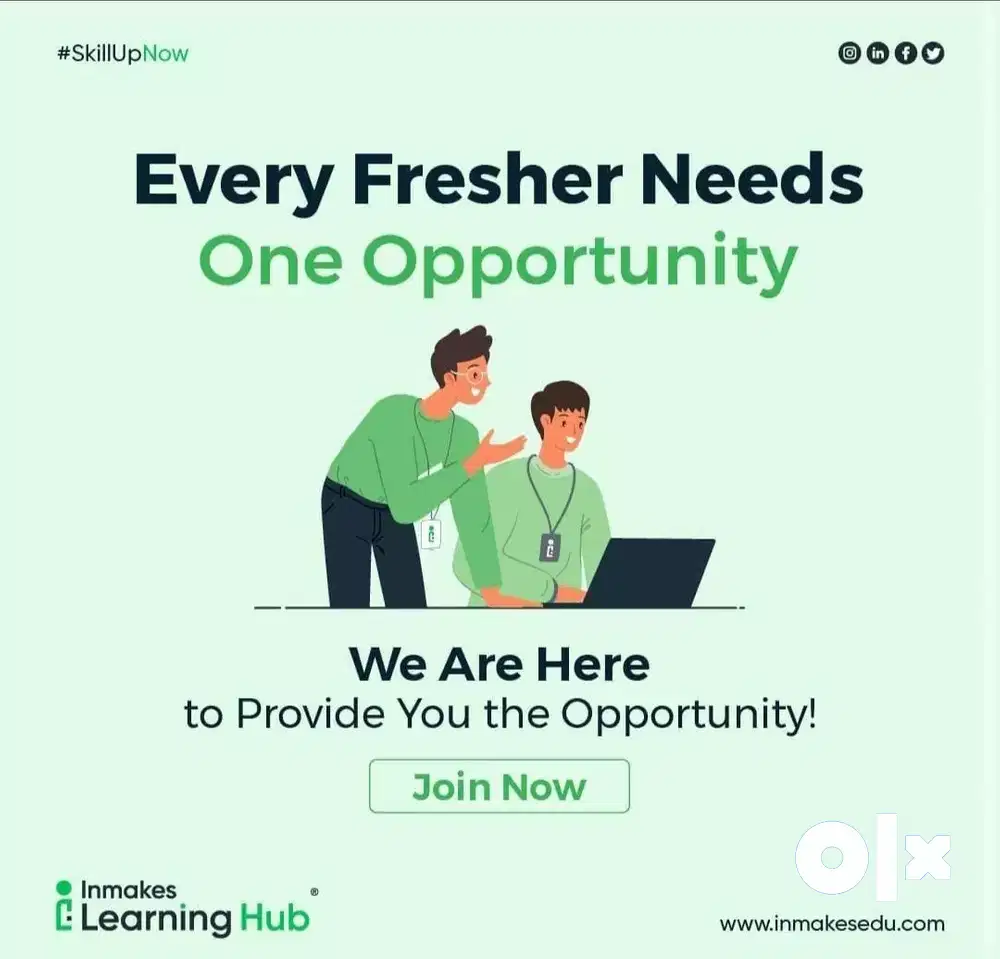 #SkillUpNow
Every Fresher Needs
One Opportunity
We Are Here
to Provide You the Opportunity!
Join Now
olx
Inmakes
Learning Hub®
www.inmakesedu.com